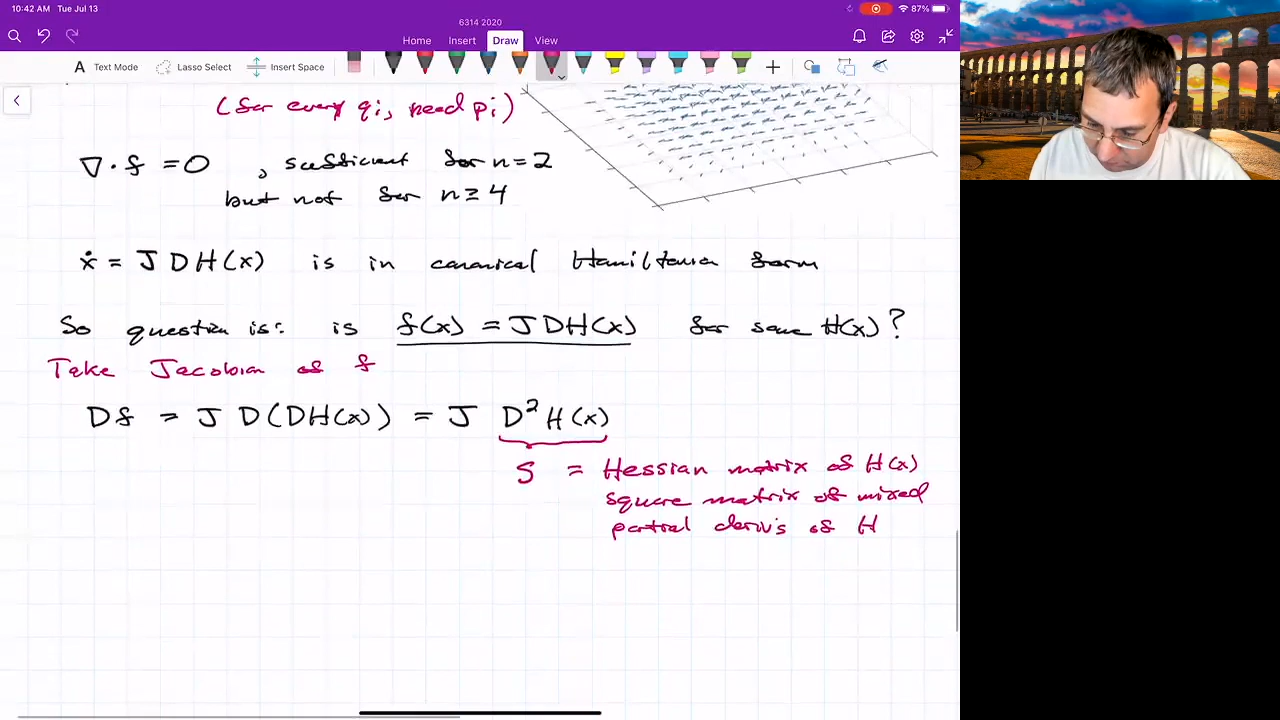 10:42 AM Tue Jul 13
87%
6314 2020
Home Insert Draw View
Text Mode Lasso Select Insert Space
(for every qi, need pi)
∇·f = 0, sufficient for n = 2
but not for n ≥ 4
ẋ = J D H(x) is in canonical Hamiltonian form
So question is: is f(x) = J DH(x) for some H(x)?
Take Jacobian of f
Df = J D(DH(x)) = J D² H(x)
S = Hessian matrix of H(x)
square matrix of mixed
partial deriv's of H